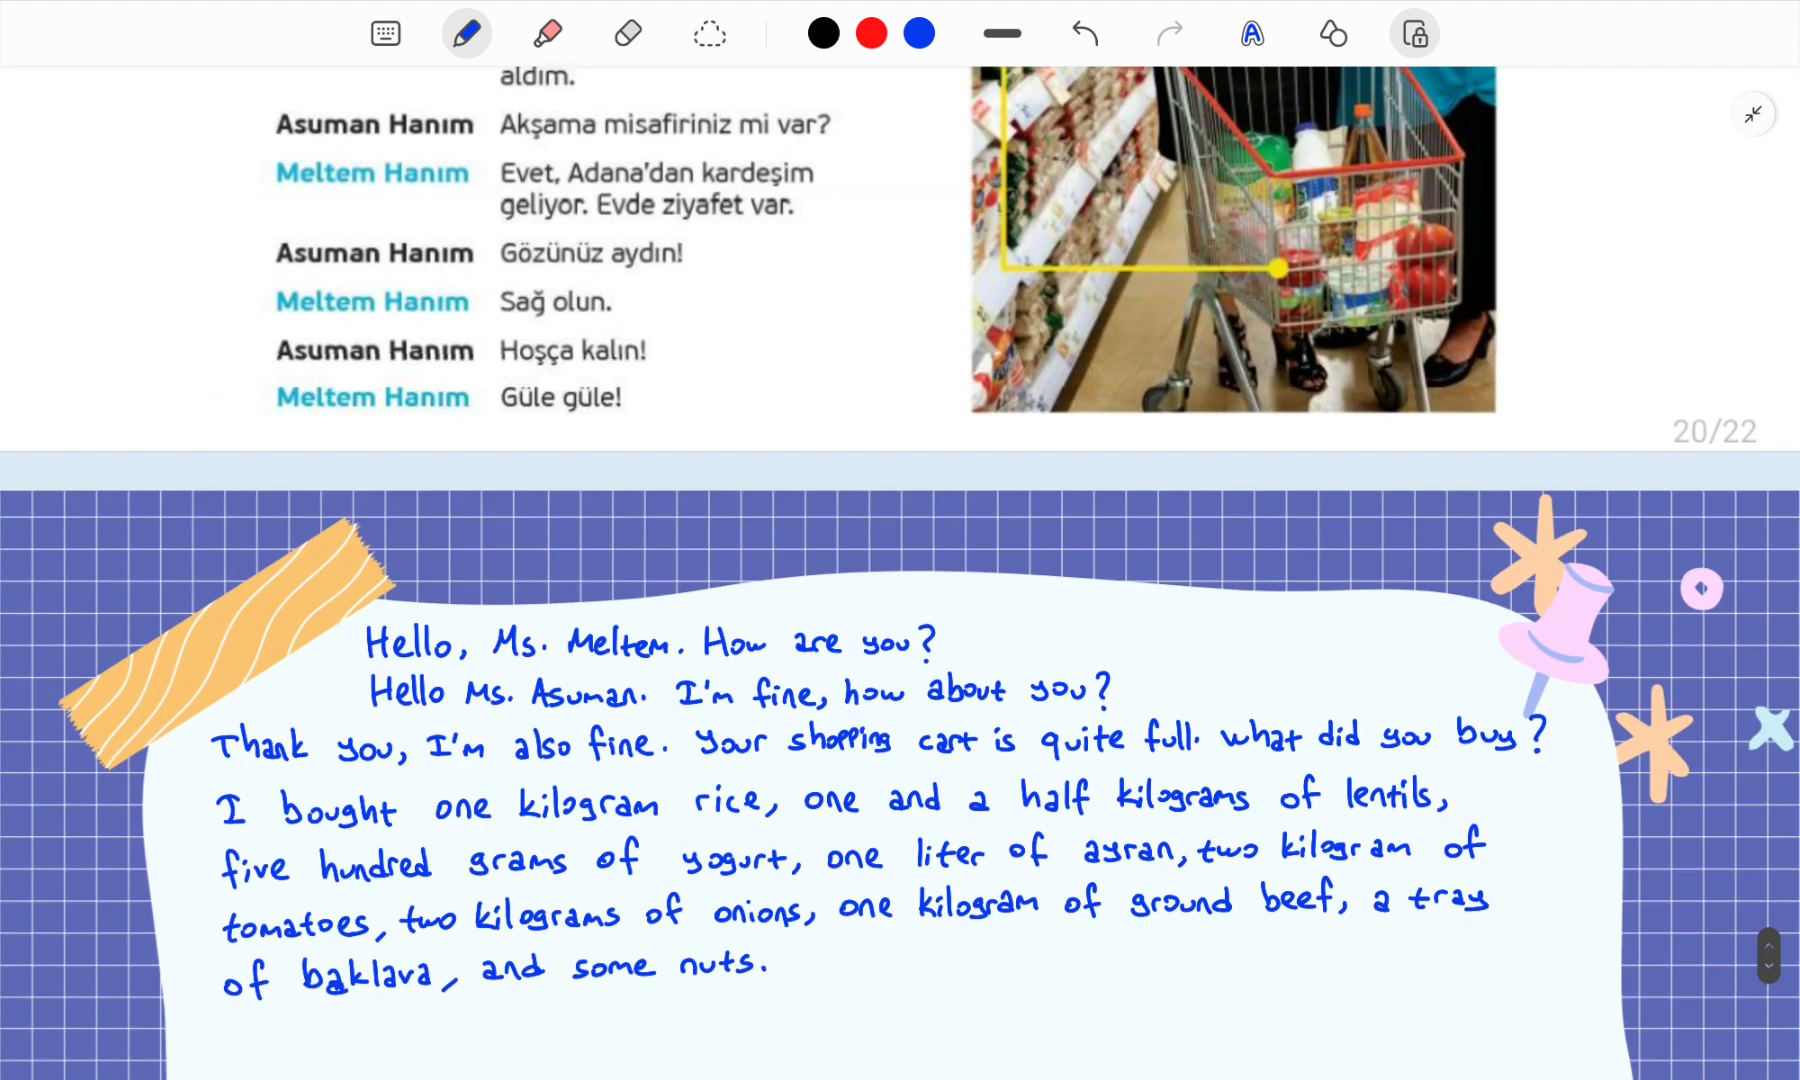 aldım.
Asuman Hanım Akşama misafiriniz mi var?
Meltem Hanım Evet, Adana'dan kardeşim
geliyor. Evde ziyafet var.
Asuman Hanım Gözünüz aydın!
Meltem Hanım Sağ olun.
Asuman Hanım Hoşça kalın!
Meltem Hanım Güle güle!
20/22
Hello, Ms. Meltem. How are you?
Hello Ms. Asuman. I'm fine, how about you?
Thank you, I'm also fine. Your shopping cart is quite full. What did you buy?
I bought one kilogram rice, one and a half kilograms of lentils,
five hundred grams of yogurt, one liter of ayran, two kilogram of
tomatoes, two kilograms of onions, one kilogram of ground beef, a tray
of baklava, and some nuts.